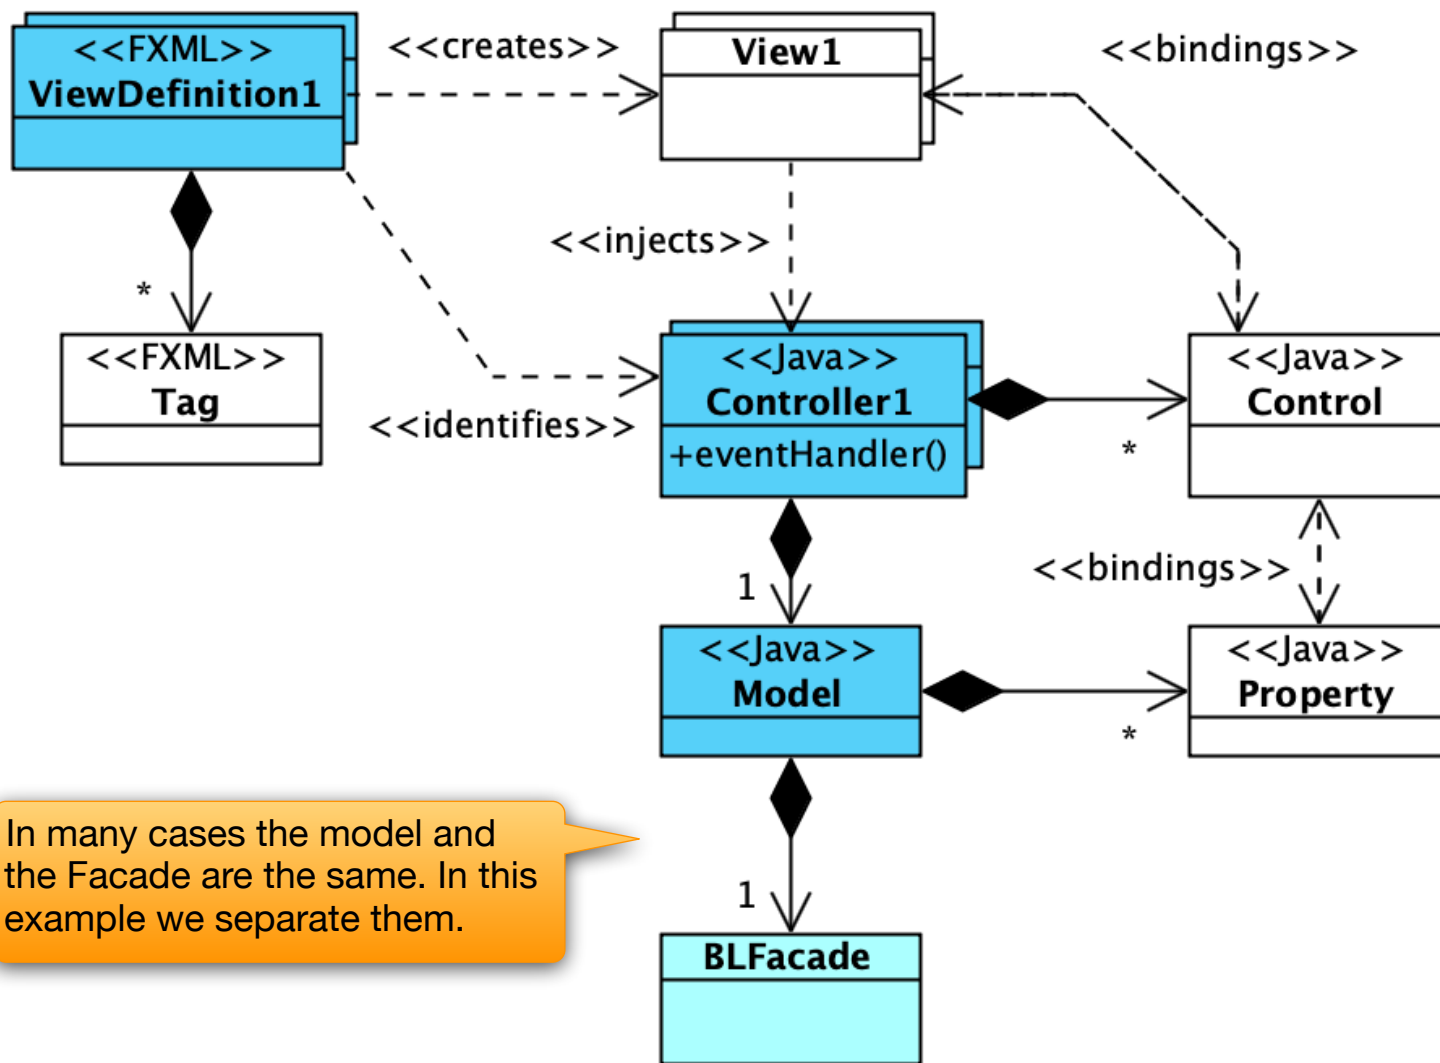 <<FXML>>
ViewDefinition1
<<creates>>
View1
<<bindings>>
<<injects>>
*
<<FXML>>
Tag
<<identifies>>
<<Java>>
Controller1
+eventHandler()
*
<<Java>>
Control
1
<<bindings>>
<<Java>>
Model
*
<<Java>>
Property
In many cases the model and
the Facade are the same. In this
example we separate them.
1
BLFacade